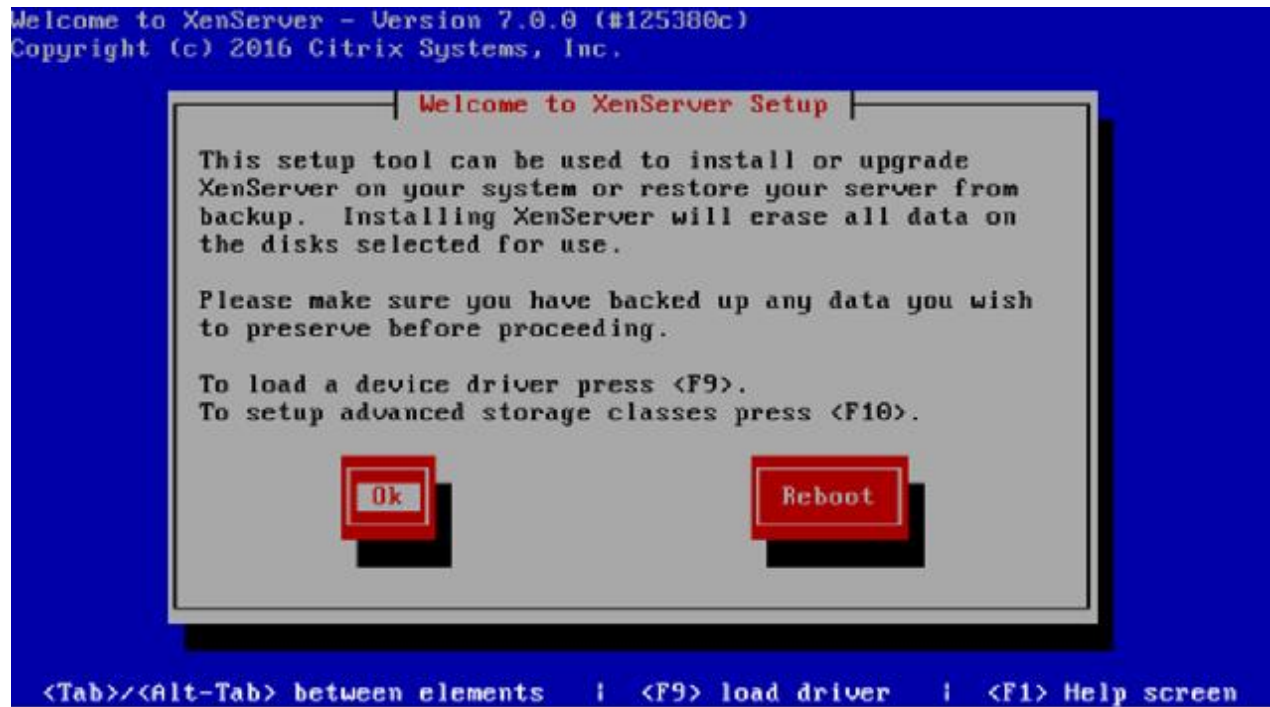 Welcome to XenServer - Version 7.0.0 (#125380c)
Copyright (c) 2016 Citrix Systems, Inc.
Welcome to XenServer Setup
This setup tool can be used to install or upgrade
XenServer on your system or restore your server from
backup.  Installing XenServer will erase all data on
the disks selected for use.
Please make sure you have backed up any data you wish
to preserve before proceeding.
To load a device driver press <F9>.
To setup advanced storage classes press <F10>.
Ok Reboot
<Tab>/<Alt-Tab> between elements | <F9> load driver | <F1> Help screen